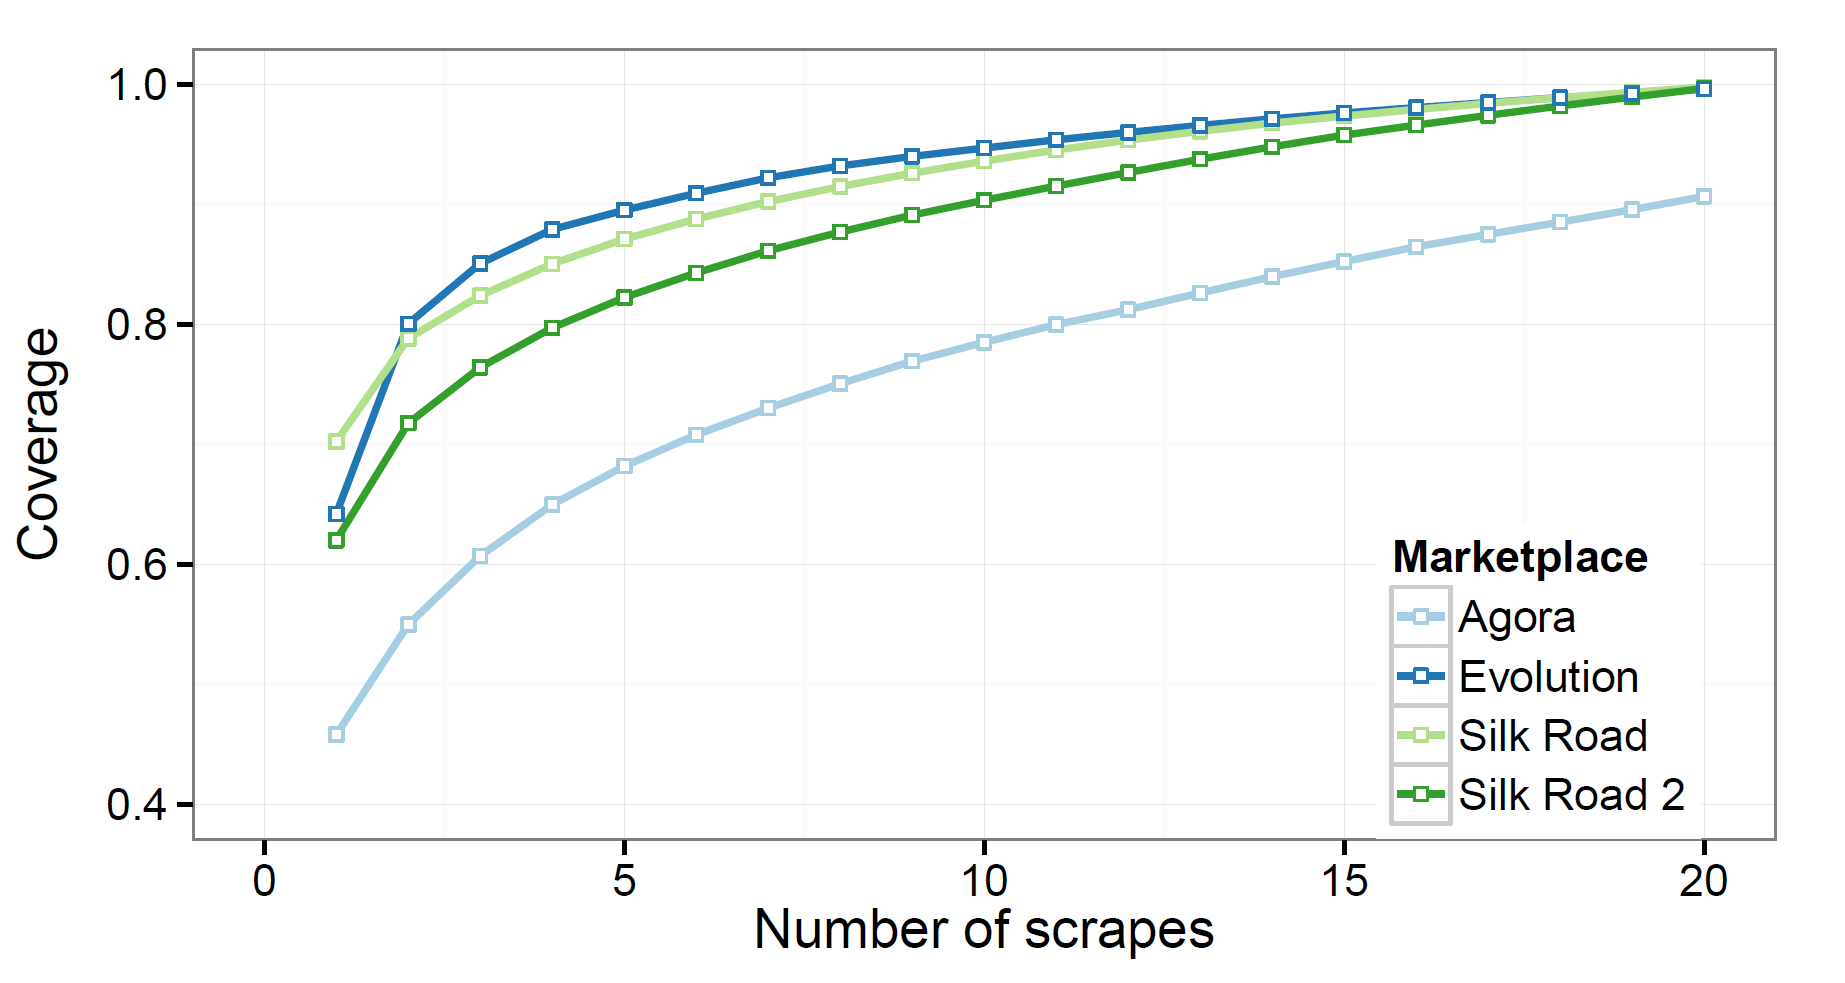 1.0
0.8
0.6
0.4
Coverage
0 5 10 15 20
Number of scrapes
Marketplace
Agora
Evolution
Silk Road
Silk Road 2